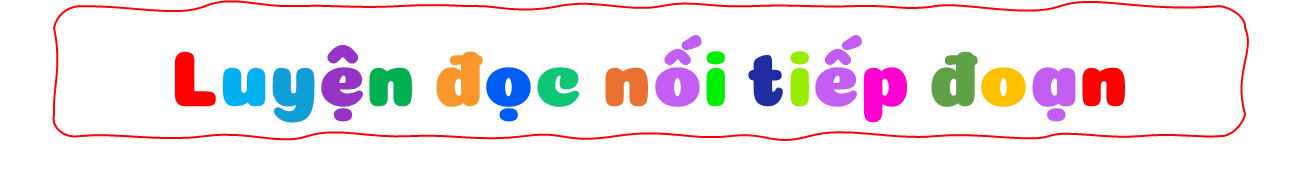 Luyện đọc nối tiếp đoạn